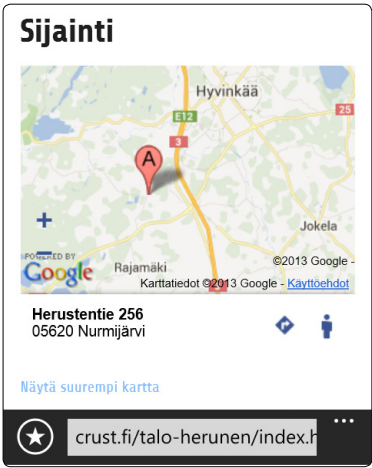 Sijainti
Hyvinkää
E12
25
3
A
Jokela
Rajamäki
3
POWERED BY
Google
©2013 Google -
Karttatiedot ©2013 Google - Käyttöehdot
Herustentie 256
05620 Nurmijärvi
Näytä suurempi kartta
crust.fi/talo-herunen/index.h